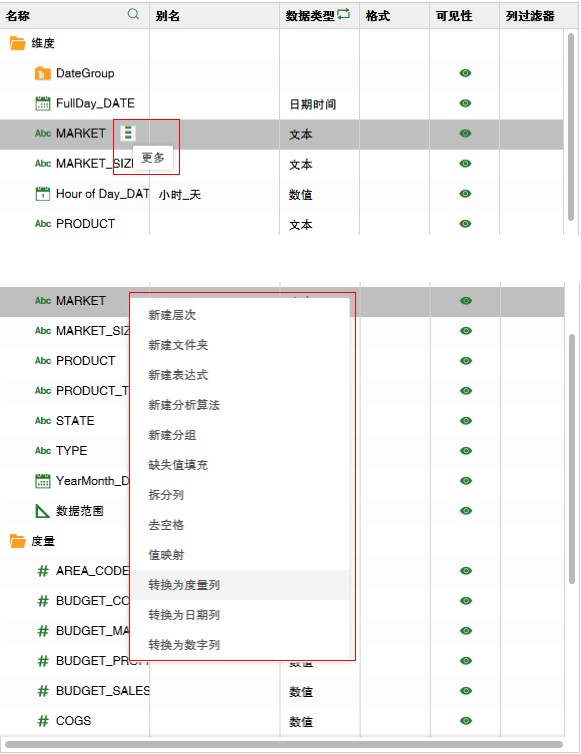 名称 别名 数据类型 格式 可见性 列过滤器
维度
DateGroup
FullDay_DATE 日期时间
Abc MARKET 文本
更多
Abc MARKET_SIZE 文本
Hour of Day_DAT 小时_天 数值
Abc PRODUCT 文本
Abc MARKET
新建层次
Abc MARKET_SIZ
新建文件夹
Abc PRODUCT
新建表达式
Abc PRODUCT_T
新建分析算法
Abc STATE
新建分组
Abc TYPE
缺失值填充
YearMonth_D
拆分列
数据范围
去空格
度量
值映射
# AREA_CODE
转换为度量列
# BUDGET_CO
转换为日期列
# BUDGET_MA
转换为数字列
# BUDGET_PROFI 数值
# BUDGET_SALES 数值
# COGS 数值